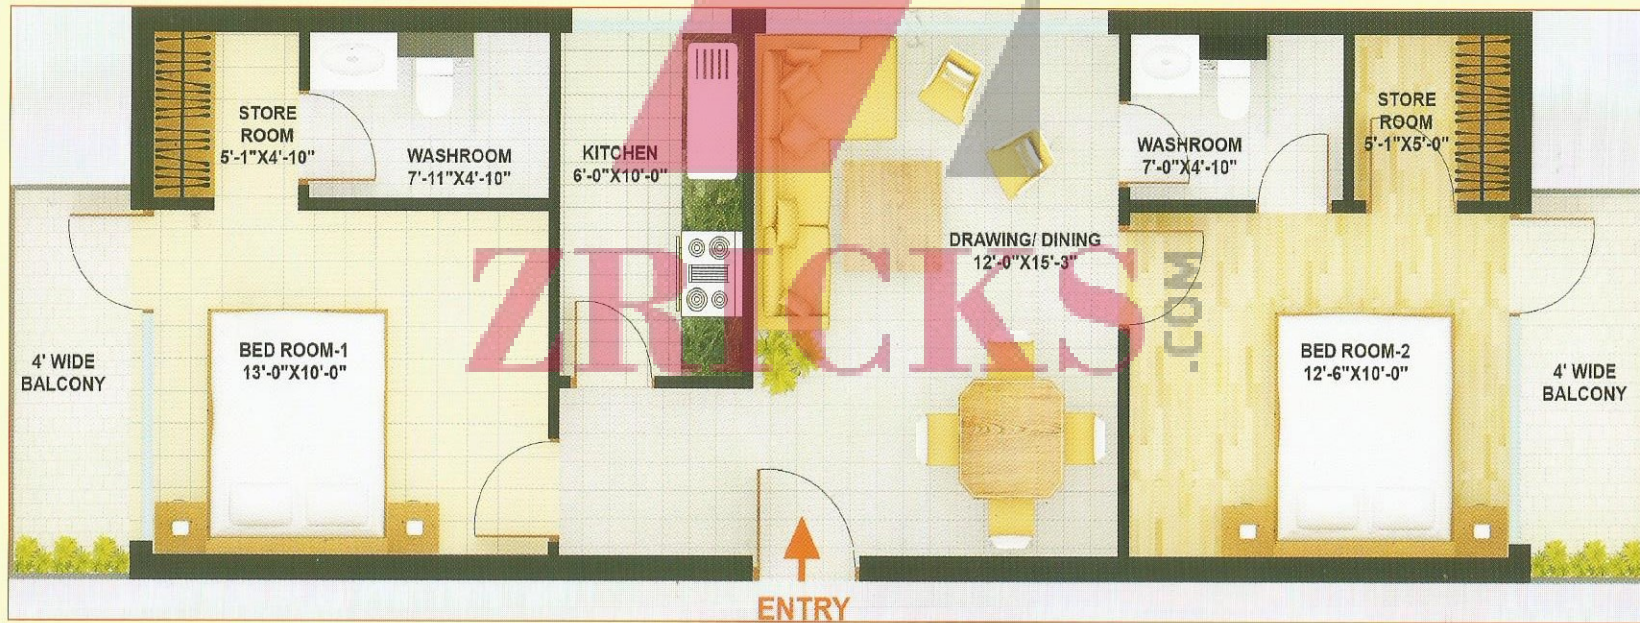 STORE
ROOM
5'-1"X4'-10"
WASHROOM
7'-11"X4'-10"
KITCHEN
6'-0"X10'-0"
DRAWING/ DINING
12'-0"X15'-3"
WASHROOM
7'-0"X4'-10"
STORE
ROOM
5'-1"X5'-0"
4' WIDE
BALCONY
BED ROOM-1
13'-0"X10'-0"
ZRICKS
.COM
BED ROOM-2
12'-6"X10'-0"
4' WIDE
BALCONY
ENTRY